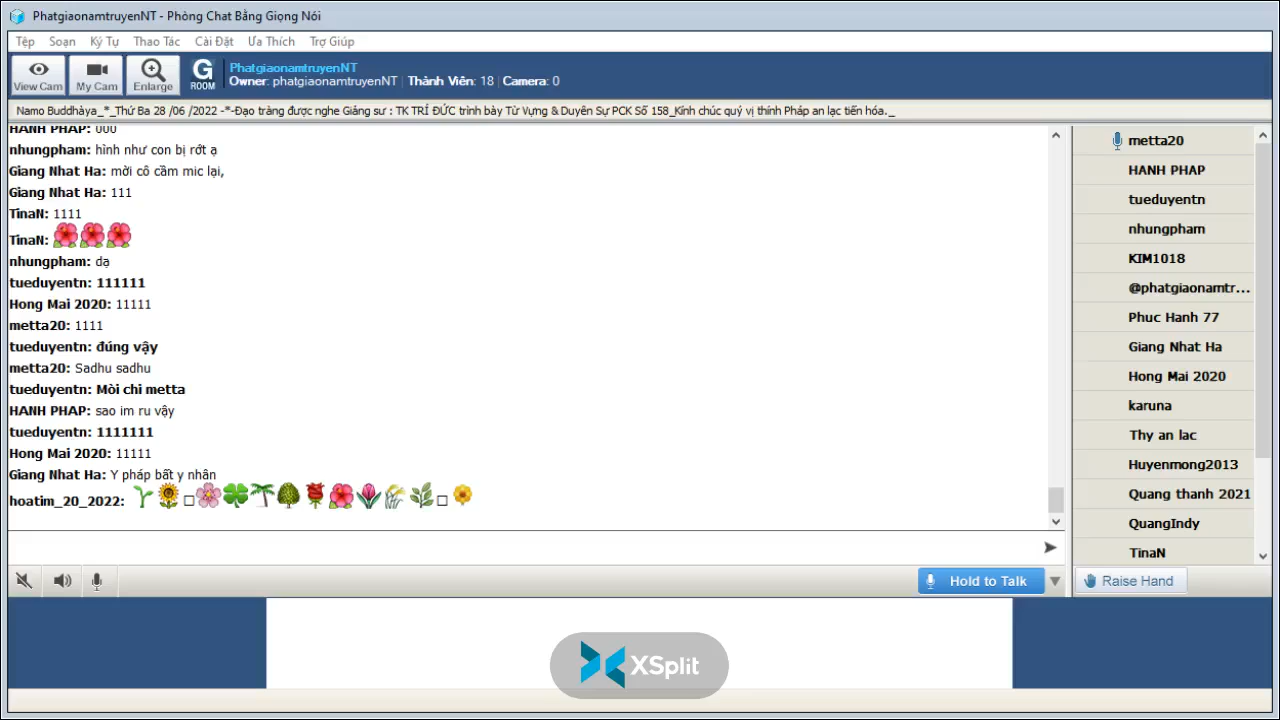 PhatgiaonamtruyenNT - Phòng Chat Bằng Giọng Nói
Tệp Soạn Ký Tự Thao Tác Cài Đặt Ưa Thích Trợ Giúp
View Cam My Cam Enlarge G ROOM
PhatgiaonamtruyenNT
Owner: phatgiaonamtruyenNT Thành Viên: 18 Camera: 0
Namo Buddhàya_*_Thứ Ba 28 /06 /2022 -*-Đạo tràng được nghe Giảng sư : TK TRÍ ĐỨC trình bày Từ Vựng & Duyên Sự PCK Số 158_Kính chúc quý vị thính Pháp an lạc tiến hóa._
HANH PHAP: 000
nhungpham: hình như con bị rớt ạ
Giang Nhat Ha: mời cô cầm mic lại,
Giang Nhat Ha: 111
TinaN: 1111
TinaN:
nhungpham: dạ
tueduyentn: 111111
Hong Mai 2020: 11111
metta20: 1111
tueduyentn: đúng vậy
metta20: Sadhu sadhu
tueduyentn: Mòi chi metta
HANH PHAP: sao im ru vậy
tueduyentn: 1111111
Hong Mai 2020: 11111
Giang Nhat Ha: Y pháp bất y nhân
hoatim_20_2022:
metta20
HANH PHAP
tueduyentn
nhungpham
KIM1018
@phatgiaonamtr...
Phuc Hanh 77
Giang Nhat Ha
Hong Mai 2020
karuna
Thy an lac
Huyenmong2013
Quang thanh 2021
QuangIndy
TinaN
Hold to Talk
Raise Hand
XSplit